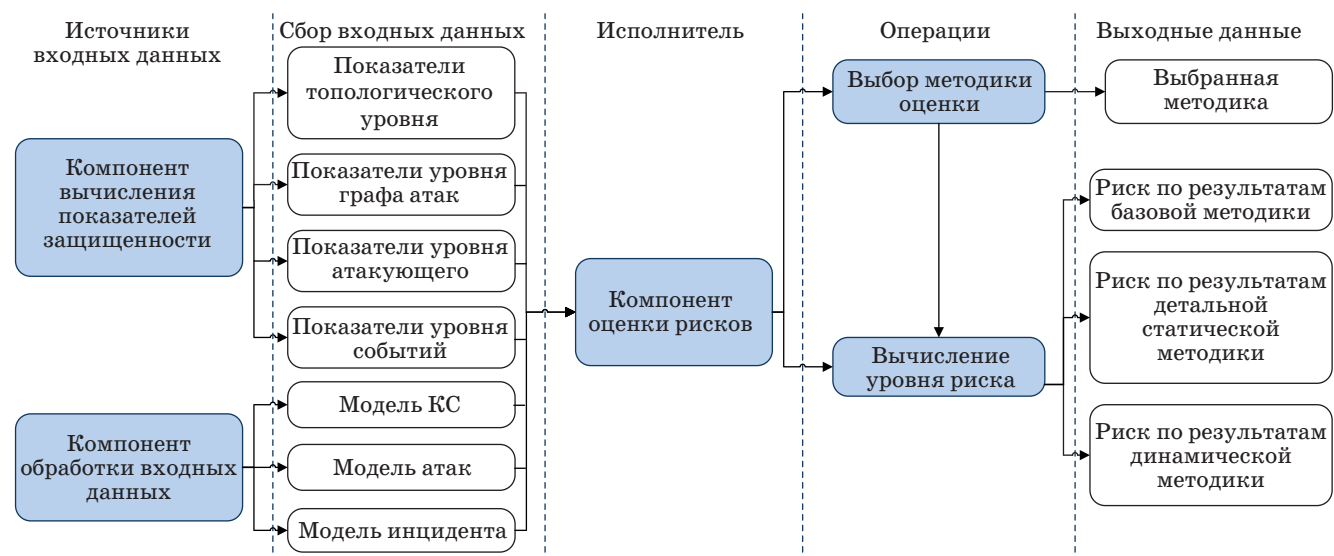 Источники
входных данных
Сбор входных данных
Исполнитель
Операции
Выходные данные
Компонент
вычисления
показателей
защищенности
Компонент
обработки входных
данных
Показатели
топологического
уровня
Показатели уровня
графа атак
Показатели уровня
атакующего
Показатели уровня
событий
Модель КС
Модель атак
Модель инцидента
Компонент
оценки рисков
Выбор методики
оценки
Вычисление
уровня риска
Выбранная
методика
Риск по результатам
базовой методики
Риск по результатам
детальной
статической
методики
Риск по результатам
динамической
методики